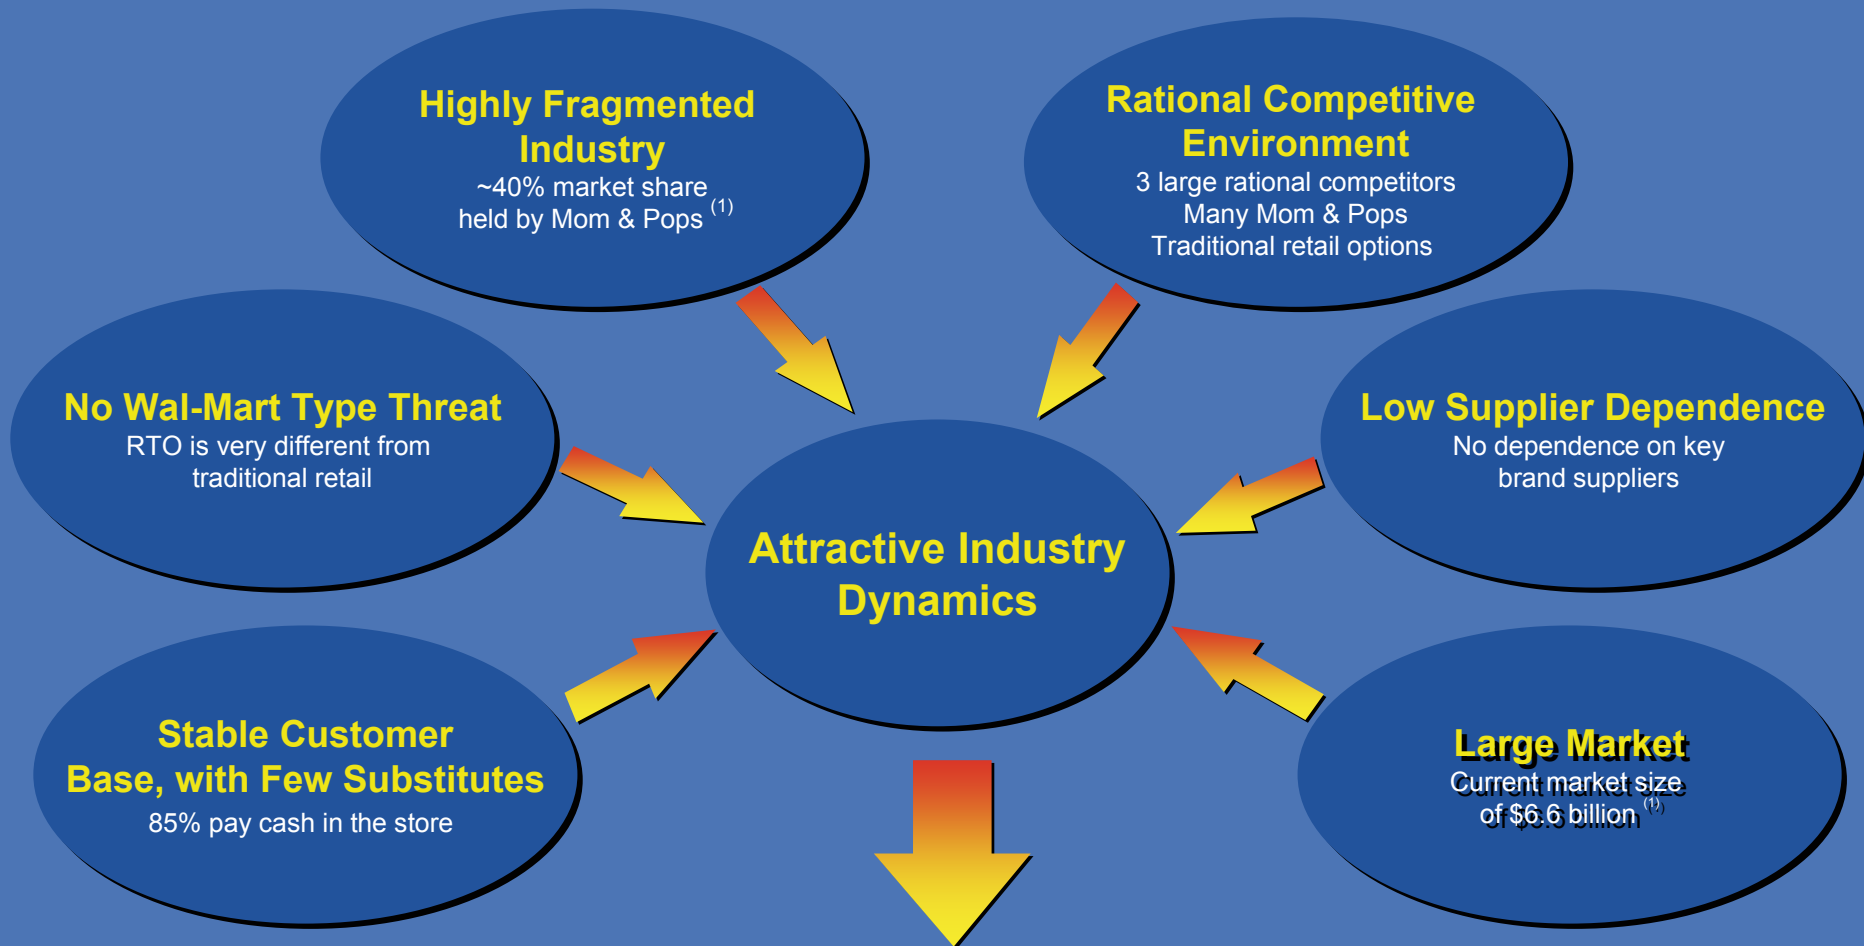 Highly Fragmented
Industry
~40% market share
held by Mom & Pops (1)
Rational Competitive
Environment
3 large rational competitors
Many Mom & Pops
Traditional retail options
No Wal-Mart Type Threat
RTO is very different from
traditional retail
Low Supplier Dependence
No dependence on key
brand suppliers
Attractive Industry
Dynamics
Stable Customer
Base, with Few Substitutes
85% pay cash in the store
Large Market
Current market size
of $6.6 billion (1)